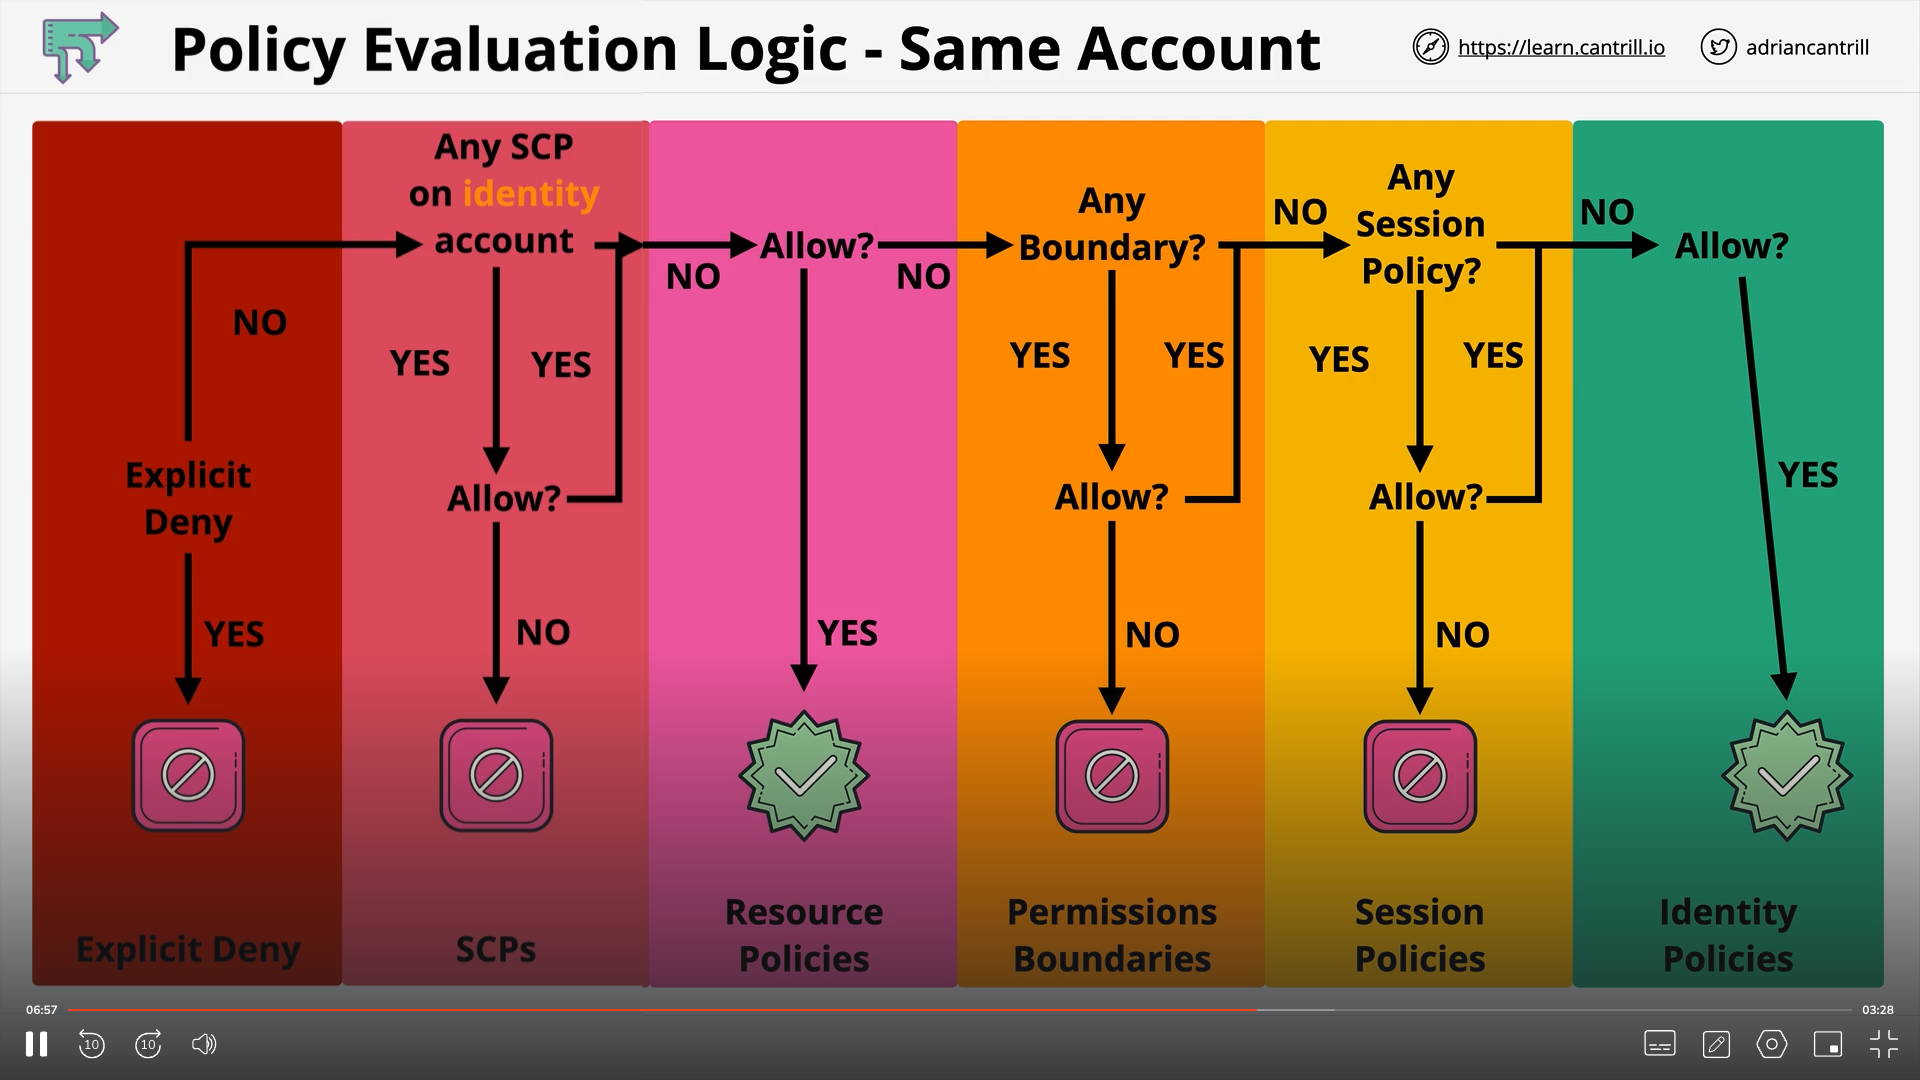 Policy Evaluation Logic - Same Account
https://learn.cantrill.io
adriancantrill
NO
Explicit
Deny
YES
Explicit Deny
Any SCP
on identity
account
YES
YES
Allow?
NO
SCPs
NO
Allow?
NO
YES
Resource
Policies
Any
Boundary?
YES
YES
Allow?
NO
Permissions
Boundaries
NO
Any
Session
Policy?
YES
YES
Allow?
NO
Session
Policies
NO
Allow?
YES
Identity
Policies
06:57
03:28
10
10